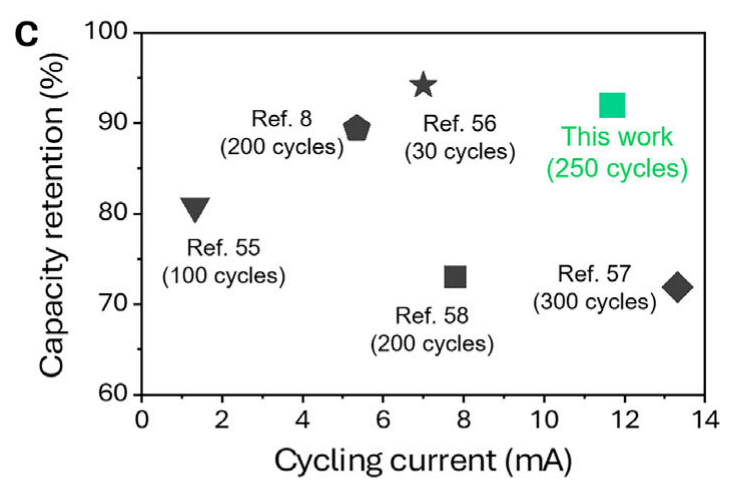 C
100
90
80
70
60
Capacity retention (%)
Ref. 8
(200 cycles)
Ref. 56
(30 cycles)
This work
(250 cycles)
Ref. 55
(100 cycles)
Ref. 58
(200 cycles)
Ref. 57
(300 cycles)
0 2 4 6 8 10 12 14
Cycling current (mA)